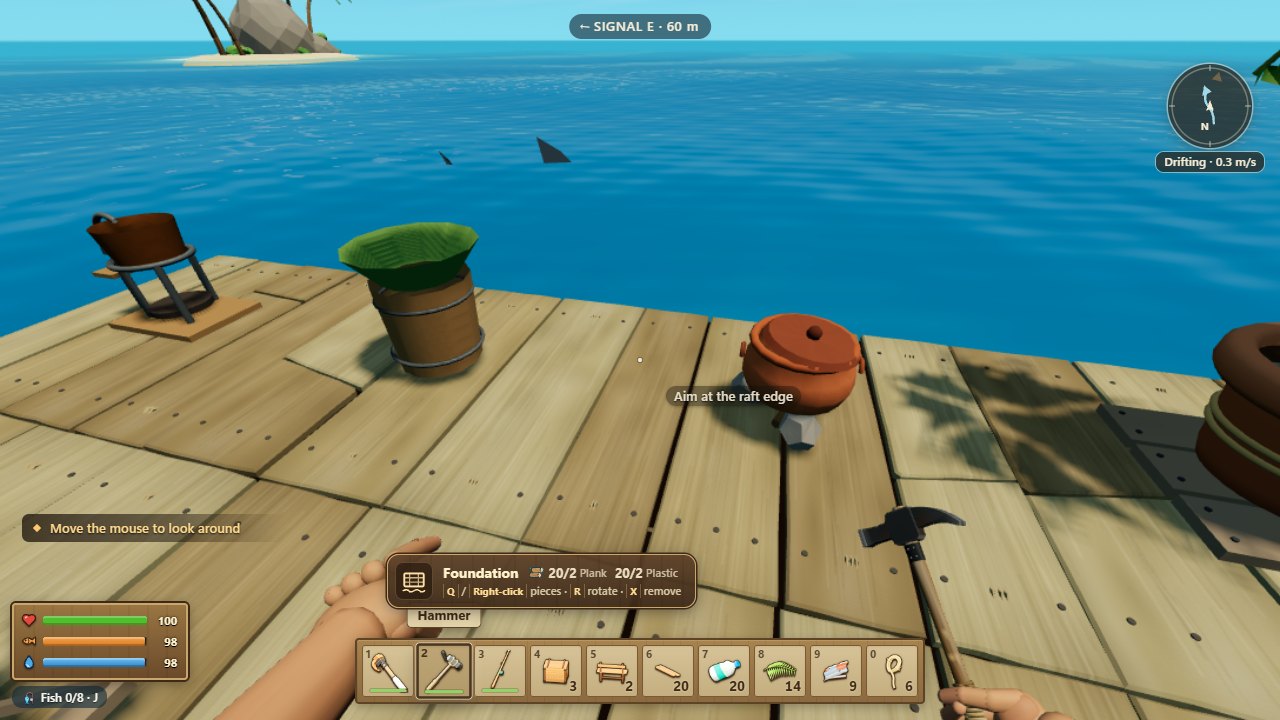 ← SIGNAL E · 60 m
N
Drifting · 0.3 m/s
Aim at the raft edge
◆ Move the mouse to look around
Foundation 20/2 Plank 20/2 Plastic
Q / Right-click pieces · R rotate · X remove
Hammer
100
98
98
Fish 0/8 · J
1 2 3 4 5 6 7 8 9 0
3 2 20 20 14 9 6